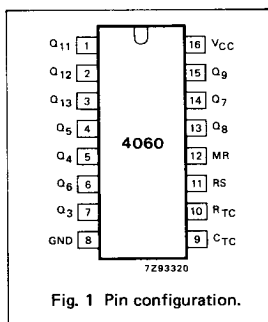 Q11 1 16 VCC
Q12 2 15 Q9
Q13 3 14 Q7
Q5 4 13 Q8
4060
Q4 5 12 MR
Q6 6 11 RS
Q3 7 10 RTC
GND 8 9 CTC
7Z93320
Fig. 1 Pin configuration.